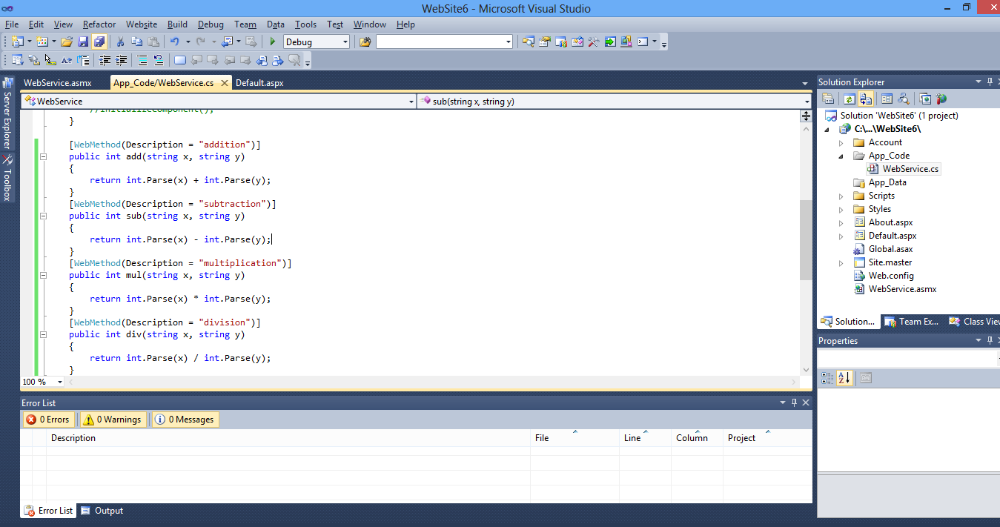 WebSite6 - Microsoft Visual Studio
File Edit View Refactor Website Build Debug Team Data Tools Test Window Help
Debug
WebService.asmx App_Code/WebService.cs Default.aspx
WebService sub(string x, string y)
//InitializeComponent();
}
[WebMethod(Description = "addition")]
public int add(string x, string y)
{
return int.Parse(x) + int.Parse(y);
}
[WebMethod(Description = "subtraction")]
public int sub(string x, string y)
{
return int.Parse(x) - int.Parse(y);
}
[WebMethod(Description = "multiplication")]
public int mul(string x, string y)
{
return int.Parse(x) * int.Parse(y);
}
[WebMethod(Description = "division")]
public int div(string x, string y)
{
return int.Parse(x) / int.Parse(y);
}
100 %
Server Explorer
Toolbox
Solution Explorer
Solution 'WebSite6' (1 project)
C:\...\WebSite6\
Account
App_Code
WebService.cs
App_Data
Scripts
Styles
About.aspx
Default.aspx
Global.asax
Site.master
Web.config
WebService.asmx
Solution... Team Ex... Class View
Properties
Error List
0 Errors 0 Warnings 0 Messages
Description File Line Column Project
Error List Output